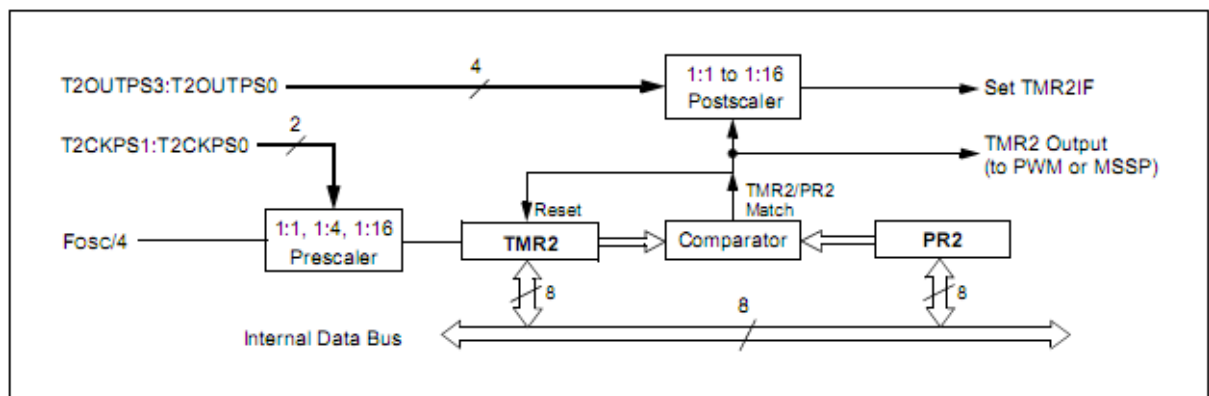 T2OUTPS3:T2OUTPS0
4
1:1 to 1:16
Postscaler
Set TMR2IF
T2CKPS1:T2CKPS0
2
TMR2 Output
(to PWM or MSSP)
Reset
TMR2/PR2
Match
Fosc/4
1:1, 1:4, 1:16
Prescaler
TMR2
Comparator
PR2
8
8
8
Internal Data Bus